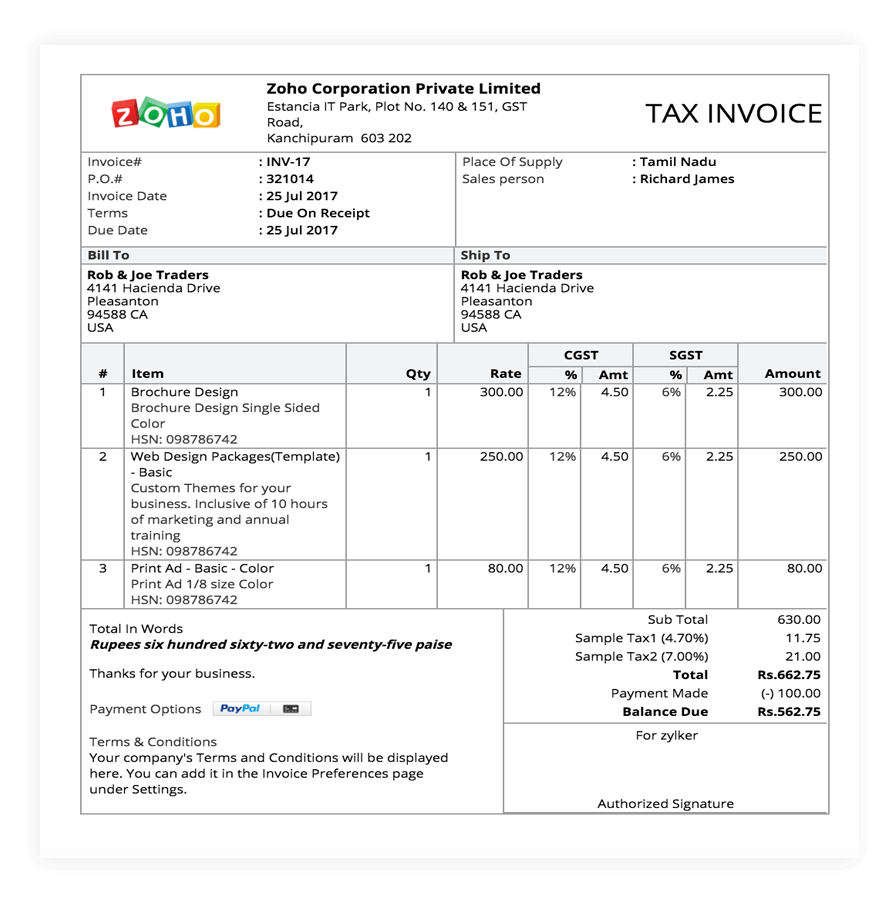 ZOHO
Zoho Corporation Private Limited
Estancia IT Park, Plot No. 140 & 151, GST
Road,
Kanchipuram 603 202
TAX INVOICE
Invoice# : INV-17
P.O.# : 321014
Invoice Date : 25 Jul 2017
Terms : Due On Receipt
Due Date : 25 Jul 2017
Place Of Supply : Tamil Nadu
Sales person : Richard James
Bill To
Rob & Joe Traders
4141 Hacienda Drive
Pleasanton
94588 CA
USA
Ship To
Rob & Joe Traders
4141 Hacienda Drive
Pleasanton
94588 CA
USA
CGST SGST
# Item Qty Rate % Amt % Amt Amount
1 Brochure Design 1 300.00 12% 4.50 6% 2.25 300.00
Brochure Design Single Sided
Color
HSN: 098786742
2 Web Design Packages(Template) 1 250.00 12% 4.50 6% 2.25 250.00
- Basic
Custom Themes for your
business. Inclusive of 10 hours
of marketing and annual
training
HSN: 098786742
3 Print Ad - Basic - Color 1 80.00 12% 4.50 6% 2.25 80.00
Print Ad 1/8 size Color
HSN: 098786742
Total In Words
Rupees six hundred sixty-two and seventy-five paise
Thanks for your business.
Payment Options PayPal
Terms & Conditions
Your company's Terms and Conditions will be displayed
here. You can add it in the Invoice Preferences page
under Settings.
Sub Total 630.00
Sample Tax1 (4.70%) 11.75
Sample Tax2 (7.00%) 21.00
Total Rs.662.75
Payment Made (-) 100.00
Balance Due Rs.562.75
For zylker
Authorized Signature